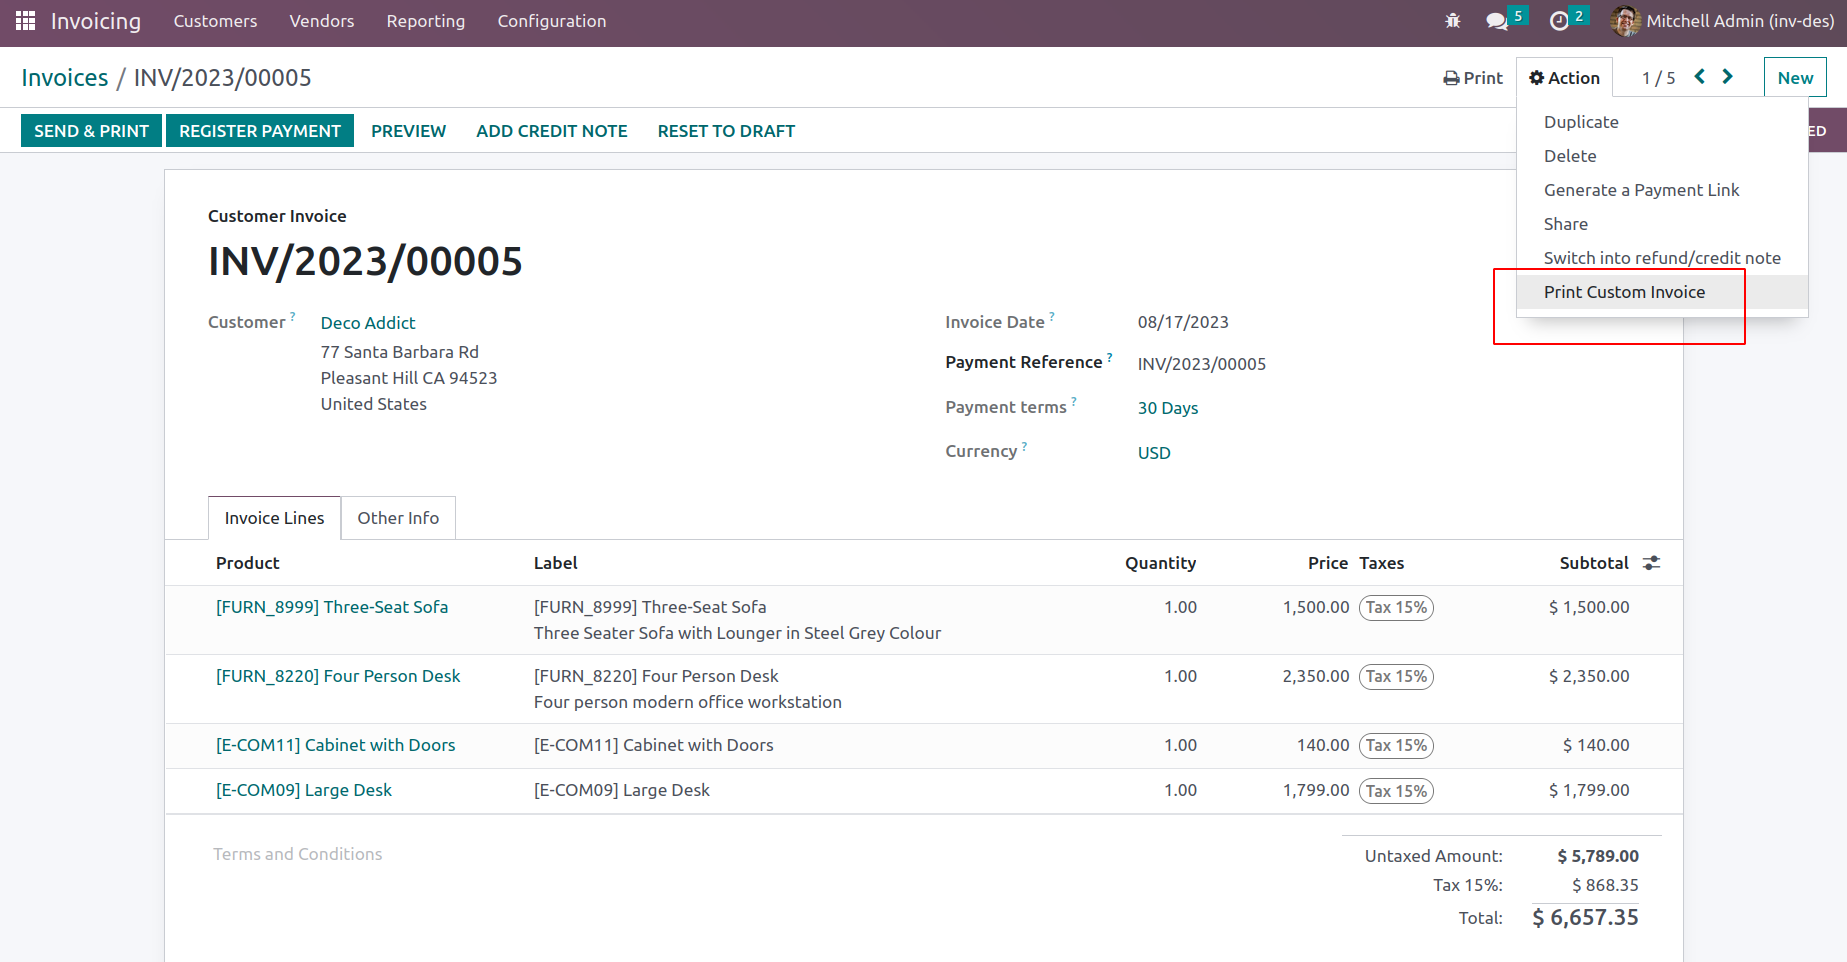 Invoicing Customers Vendors Reporting Configuration 5 2 Mitchell Admin (inv-des)
Invoices / INV/2023/00005 Print Action 1 / 5 New
SEND & PRINT REGISTER PAYMENT PREVIEW ADD CREDIT NOTE RESET TO DRAFT ED
Duplicate
Delete
Generate a Payment Link
Share
Switch into refund/credit note
Print Custom Invoice
Customer Invoice
INV/2023/00005
Customer ? Deco Addict
77 Santa Barbara Rd
Pleasant Hill CA 94523
United States
Invoice Date ? 08/17/2023
Payment Reference ? INV/2023/00005
Payment terms ? 30 Days
Currency ? USD
Invoice Lines Other Info
Product Label Quantity Price Taxes Subtotal
[FURN_8999] Three-Seat Sofa [FURN_8999] Three-Seat Sofa 1.00 1,500.00 Tax 15% $ 1,500.00
Three Seater Sofa with Lounger in Steel Grey Colour
[FURN_8220] Four Person Desk [FURN_8220] Four Person Desk 1.00 2,350.00 Tax 15% $ 2,350.00
Four person modern office workstation
[E-COM11] Cabinet with Doors [E-COM11] Cabinet with Doors 1.00 140.00 Tax 15% $ 140.00
[E-COM09] Large Desk [E-COM09] Large Desk 1.00 1,799.00 Tax 15% $ 1,799.00
Terms and Conditions
Untaxed Amount: $ 5,789.00
Tax 15%: $ 868.35
Total: $ 6,657.35